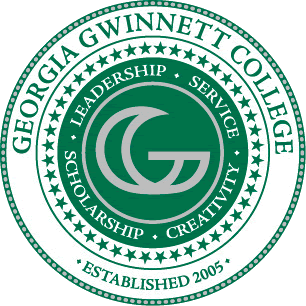 GEORGIA GWINNETT COLLEGE
LEADERSHIP • SERVICE •
SCHOLARSHIP • CREATIVITY
G
• ESTABLISHED 2005 •